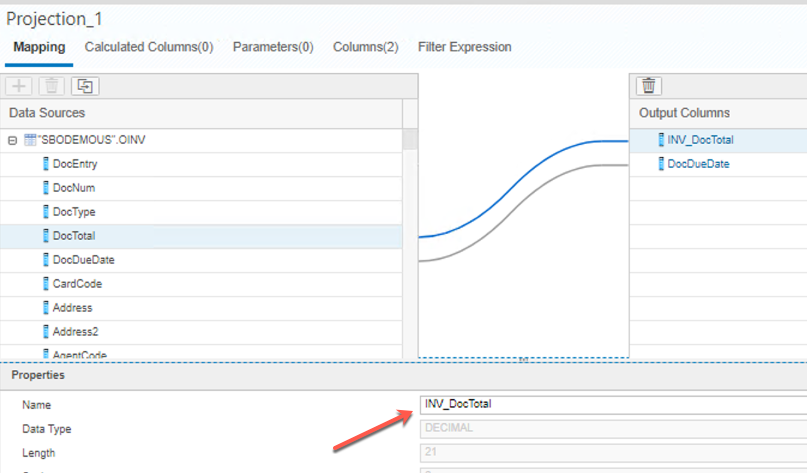 Projection_1
Mapping Calculated Columns(0) Parameters(0) Columns(2) Filter Expression
Data Sources Output Columns
"SBODEMOUS".OINV INV_DocTotal
DocEntry DocDueDate
DocNum
DocType
DocTotal
DocDueDate
CardCode
Address
Address2
AgentCode
Properties
Name INV_DocTotal
Data Type DECIMAL
Length 21